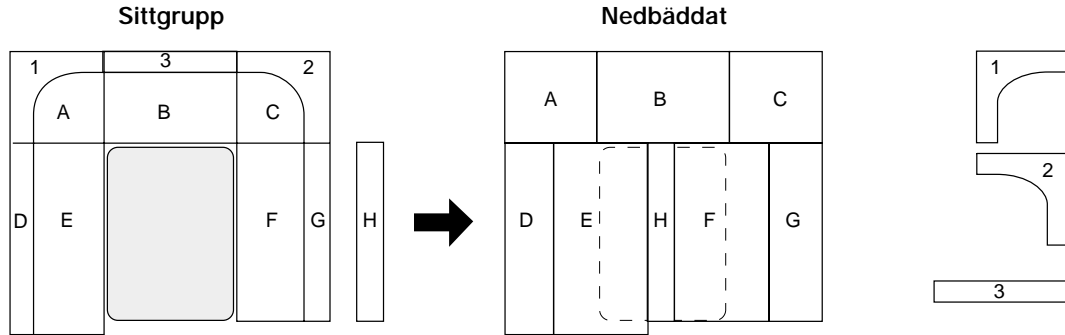 Sittgrupp
Nedbäddat
1 3 2
A B C
D E F G H
A B C
D E H F G
1
2
3